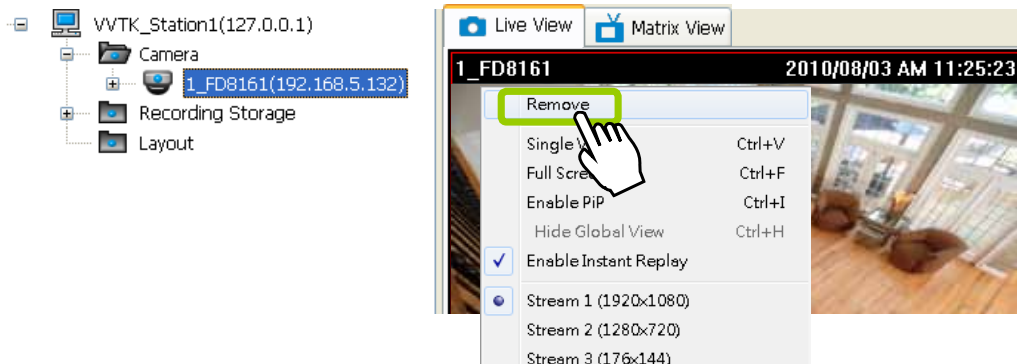 VVTK_Station1(127.0.0.1)
Camera
1_FD8161(192.168.5.132)
Recording Storage
Layout
Live View
Matrix View
1_FD8161 2010/08/03 AM 11:25:23
Remove
Single Ctrl+V
Full Ctrl+F
Enable PiP Ctrl+I
Hide Global View Ctrl+H
Enable Instant Replay
Stream 1 (1920x1080)
Stream 2 (1280x720)
Stream 3 (176x144)